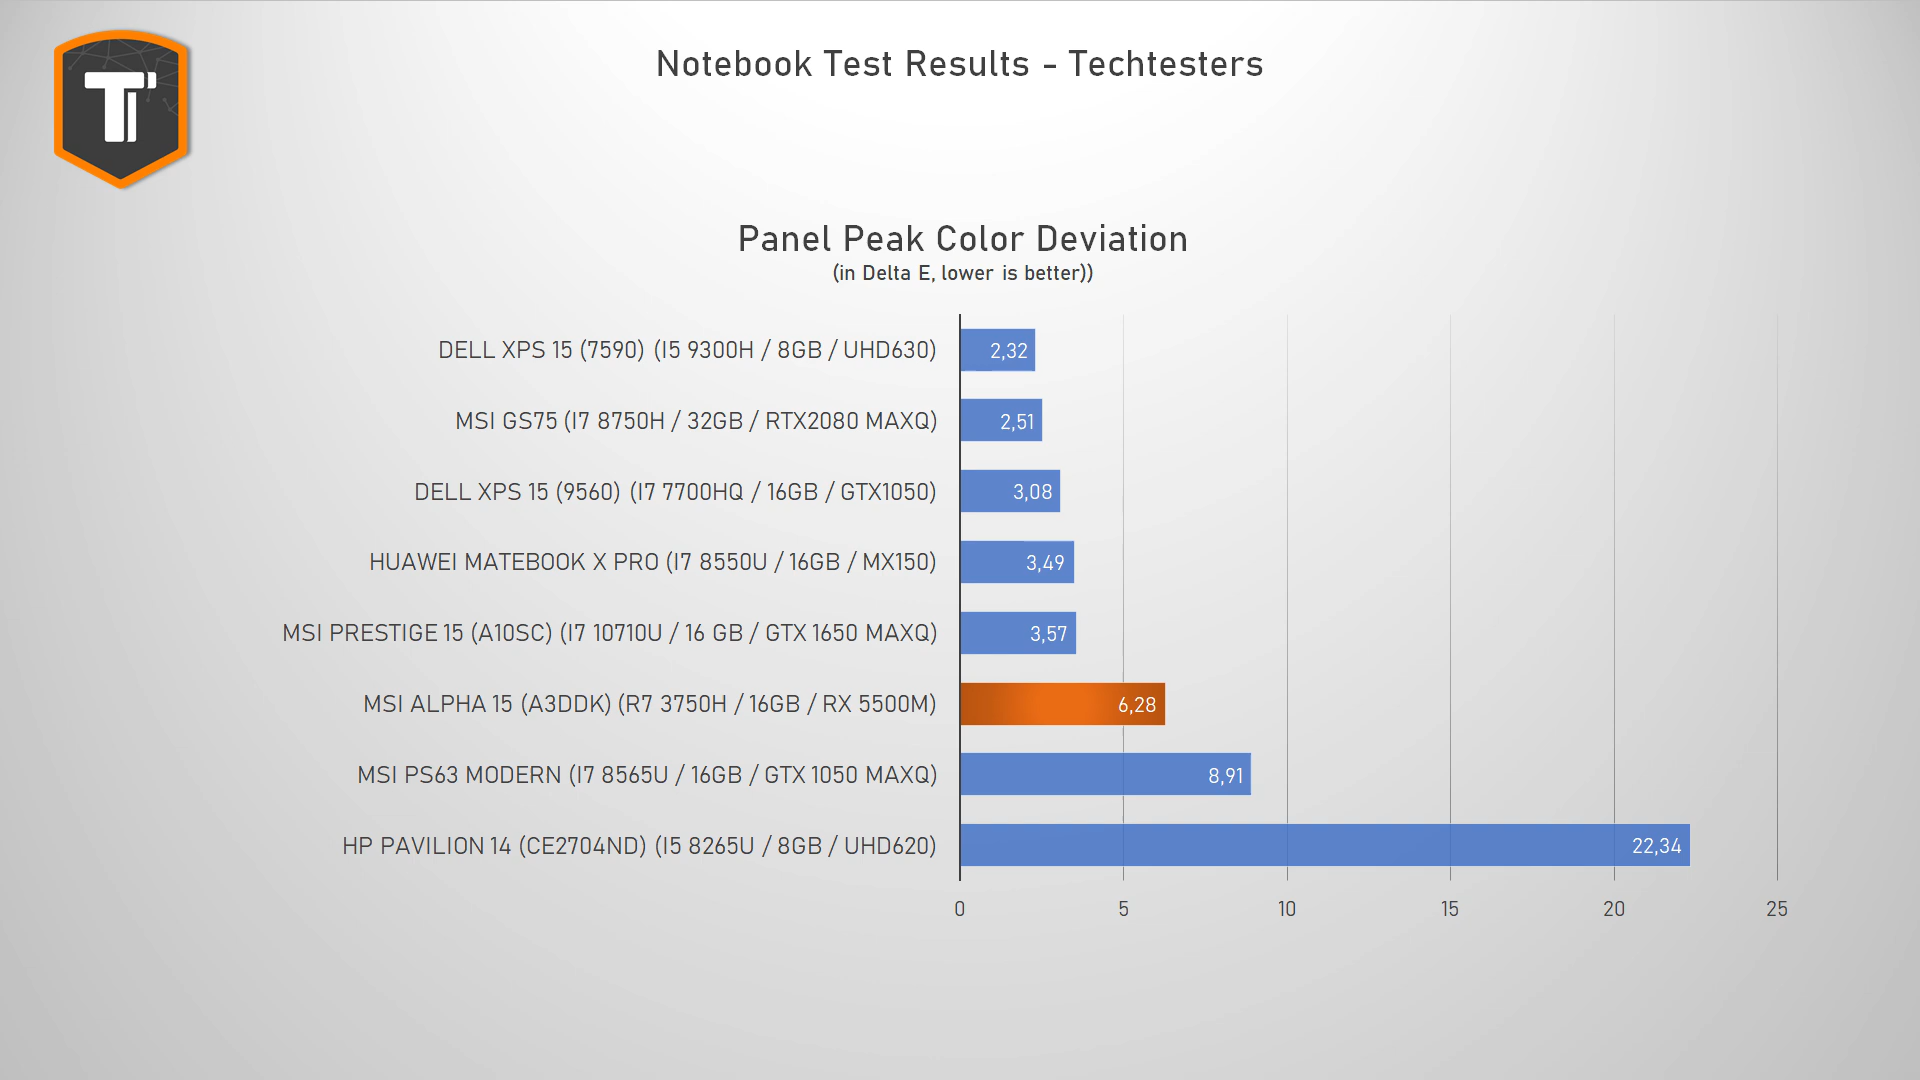 T
Notebook Test Results - Techtesters
Panel Peak Color Deviation
(in Delta E, lower is better))
DELL XPS 15 (7590) (I5 9300H / 8GB / UHD630) 2,32
MSI GS75 (I7 8750H / 32GB / RTX2080 MAXQ) 2,51
DELL XPS 15 (9560) (I7 7700HQ / 16GB / GTX1050) 3,08
HUAWEI MATEBOOK X PRO (I7 8550U / 16GB / MX150) 3,49
MSI PRESTIGE 15 (A10SC) (I7 10710U / 16 GB / GTX 1650 MAXQ) 3,57
MSI ALPHA 15 (A3DDK) (R7 3750H / 16GB / RX 5500M) 6,28
MSI PS63 MODERN (I7 8565U / 16GB / GTX 1050 MAXQ) 8,91
HP PAVILION 14 (CE2704ND) (I5 8265U / 8GB / UHD620) 22,34
0 5 10 15 20 25